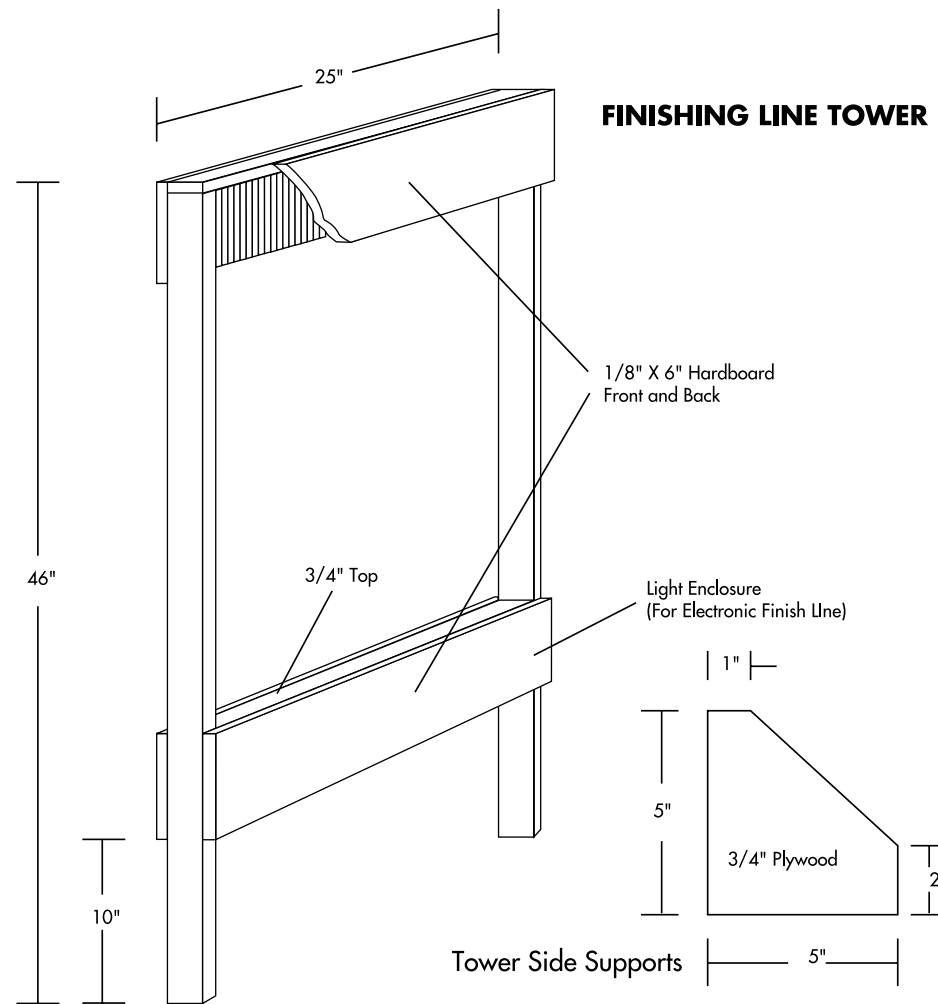 25"
FINISHING LINE TOWER
1/8" X 6" Hardboard
Front and Back
46"
3/4" Top
Light Enclosure
(For Electronic Finish LIne)
1"
5"
3/4" Plywood
2
10"
Tower Side Supports
5"